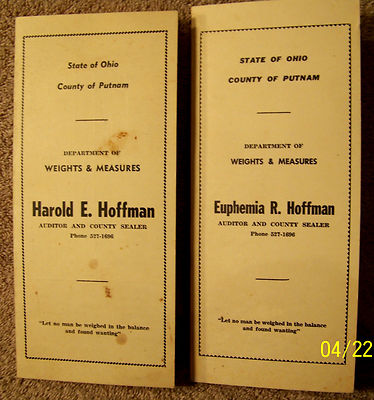 State of Ohio
County of Putnam
DEPARTMENT OF
WEIGHTS & MEASURES
Harold E. Hoffman
AUDITOR AND COUNTY SEALER
Phone 527-1696
"Let no man be weighed in the balance
and found wanting"
STATE OF OHIO
COUNTY OF PUTNAM
DEPARTMENT OF
WEIGHTS & MEASURES
Euphemia R. Hoffman
AUDITOR AND COUNTY SEALER
Phone 527-1696
"Let no man be weighed in the balance
and found wanting"
04/22